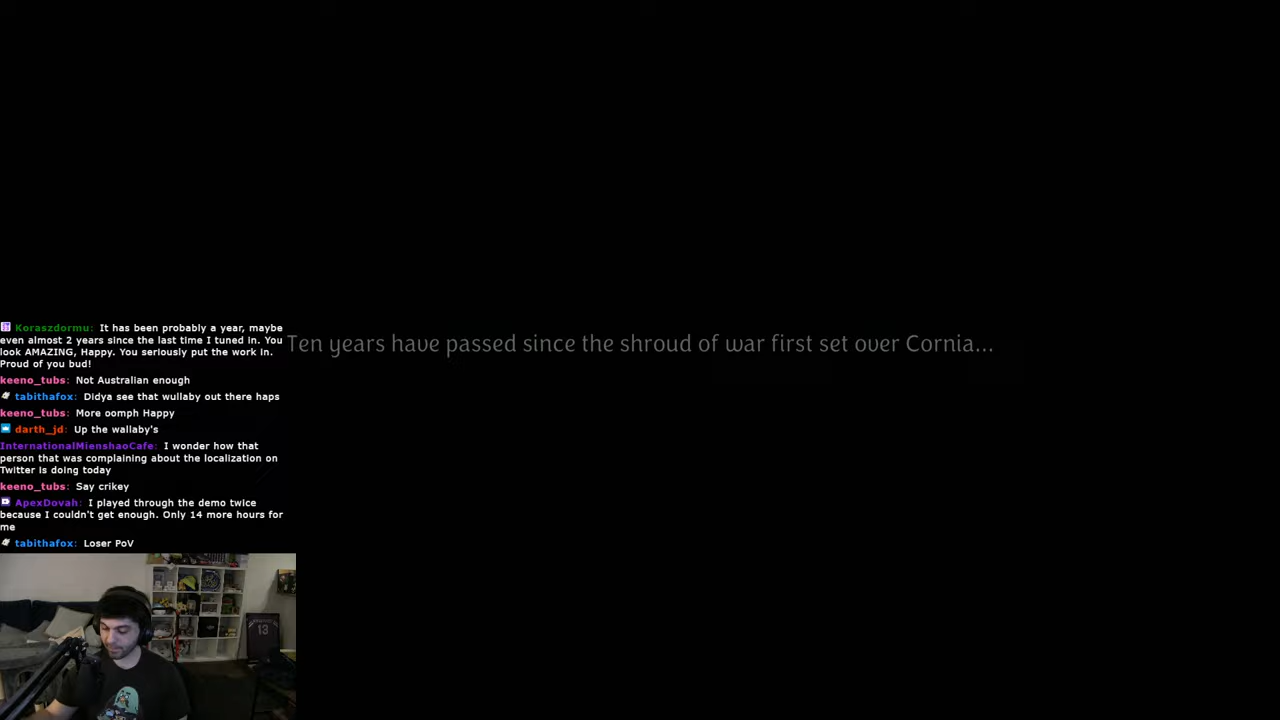 Koraszdormu: It has been probably a year, maybe
even almost 2 years since the last time I tuned in. You
look AMAZING, Happy. You seriously put the work in.
Proud of you bud!
Ten years have passed since the shroud of war first set over Cornia...
keeno_tubs: Not Australian enough
tabithafox: Didya see that wullaby out there haps
keeno_tubs: More oomph Happy
darth_jd: Up the wallaby's
InternationalMienshaoCafe: I wonder how that
person that was complaining about the localization on
Twitter is doing today
keeno_tubs: Say crikey
ApexDovah: I played through the demo twice
because I couldn't get enough. Only 14 more hours for
me
tabithafox: Loser PoV
13